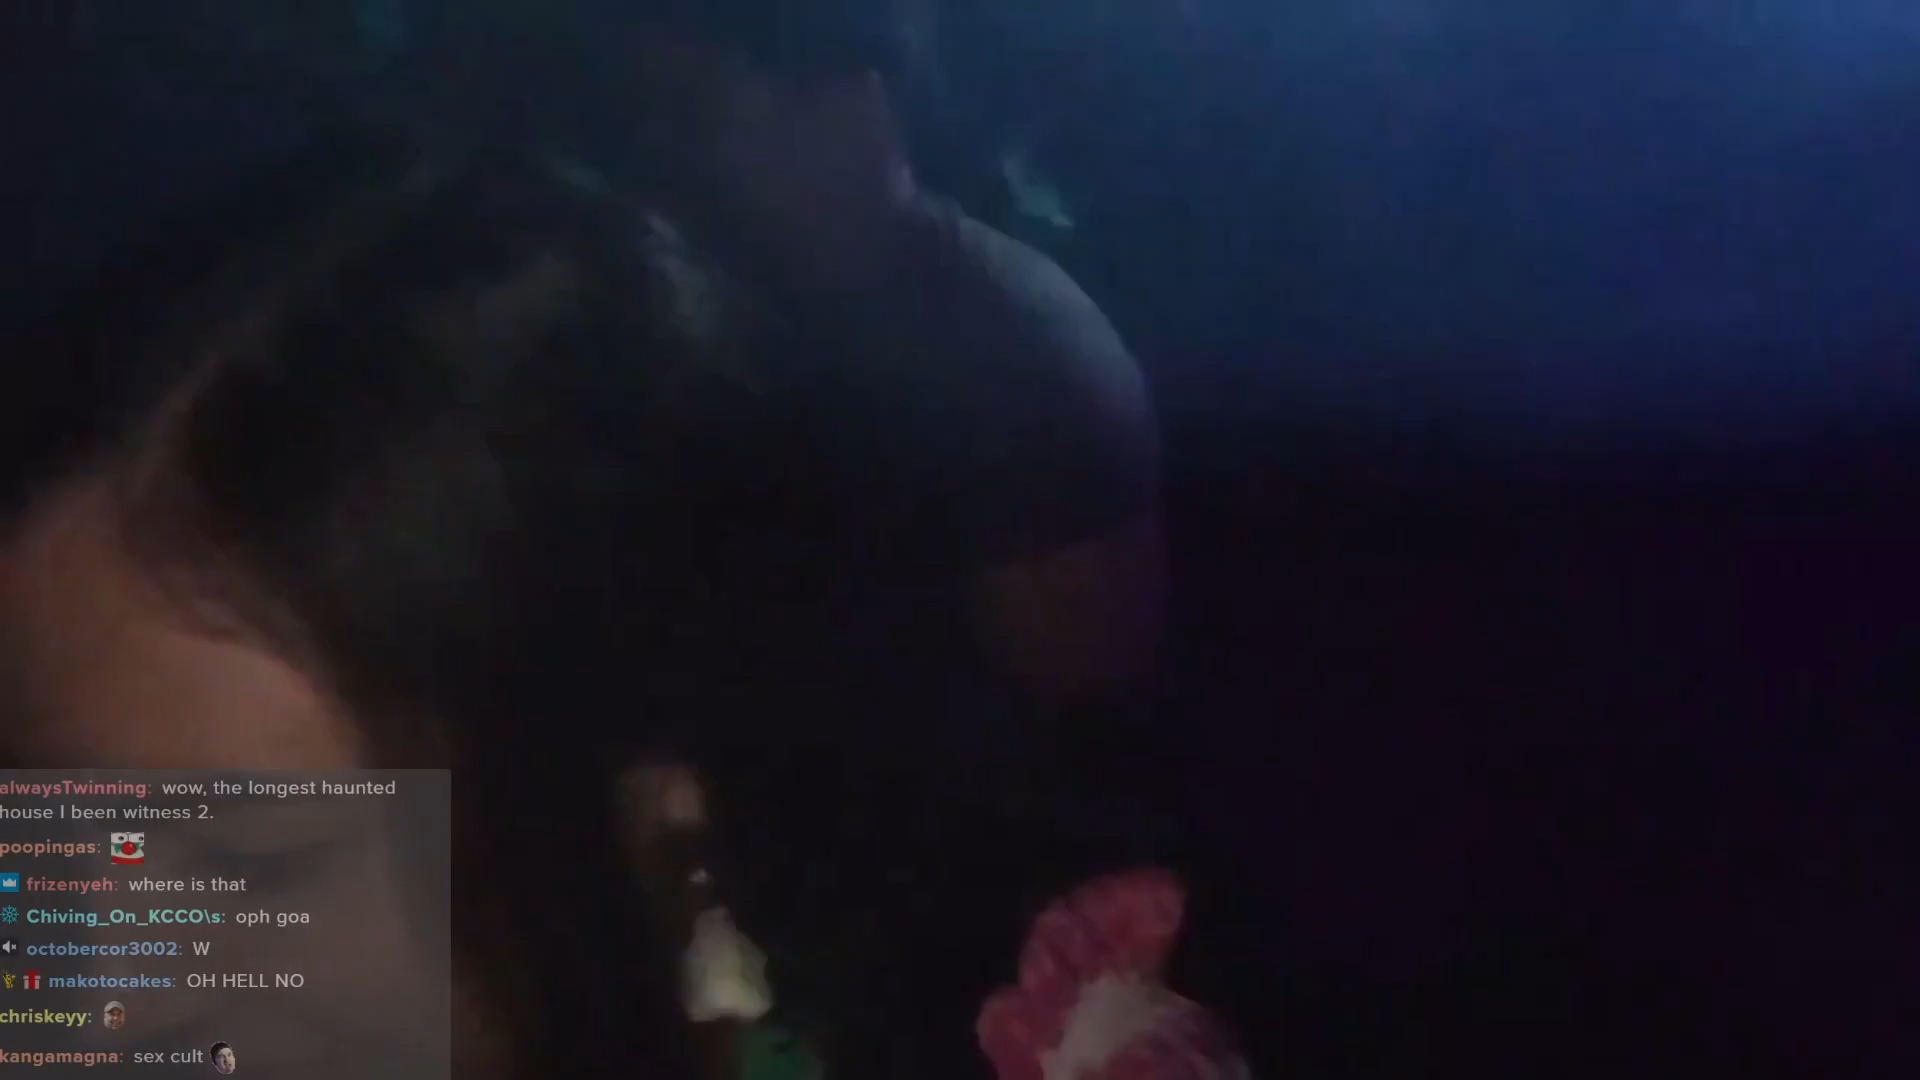 alwaysTwinning: wow, the longest haunted
house I been witness 2.
poopingas:
frizenyeh: where is that
Chiving_On_KCCO\s: oph goa
octobercor3002: W
makotocakes: OH HELL NO
chriskeyy:
kangamagna: sex cult